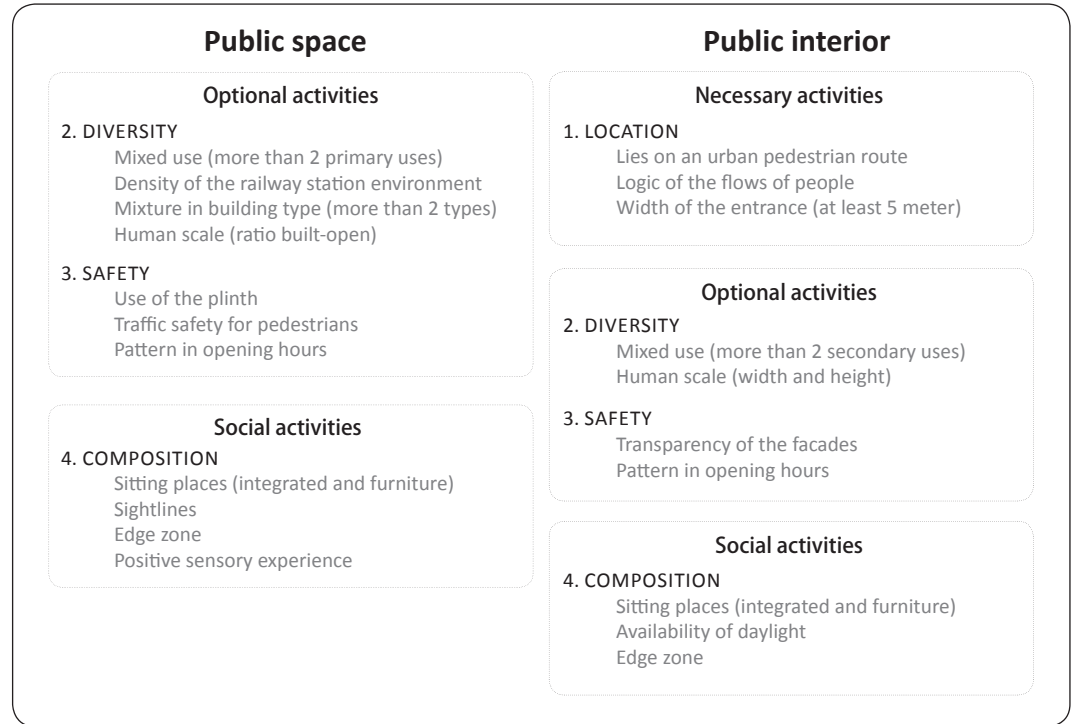 Public space
Optional activities
2. DIVERSITY
Mixed use (more than 2 primary uses)
Density of the railway station environment
Mixture in building type (more than 2 types)
Human scale (ratio built-open)
3. SAFETY
Use of the plinth
Traffic safety for pedestrians
Pattern in opening hours
Social activities
4. COMPOSITION
Sitting places (integrated and furniture)
Sightlines
Edge zone
Positive sensory experience
Public interior
Necessary activities
1. LOCATION
Lies on an urban pedestrian route
Logic of the flows of people
Width of the entrance (at least 5 meter)
Optional activities
2. DIVERSITY
Mixed use (more than 2 secondary uses)
Human scale (width and height)
3. SAFETY
Transparency of the facades
Pattern in opening hours
Social activities
4. COMPOSITION
Sitting places (integrated and furniture)
Availability of daylight
Edge zone